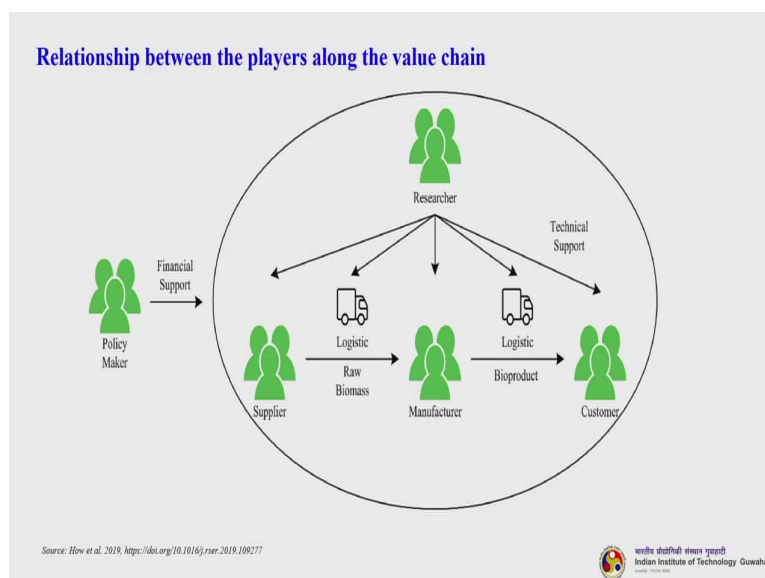 Relationship between the players along the value chain
Researcher
Technical
Support
Financial
Support
Policy
Maker
Logistic
Logistic
Raw
Biomass
Bioproduct
Supplier
Manufacturer
Customer
Source: How et al. 2019, https://doi.org/10.1016/j.rser.2019.109277
भारतीय प्रौद्योगिकी संस्थान गुवाहाटी
Indian Institute of Technology Guwaha